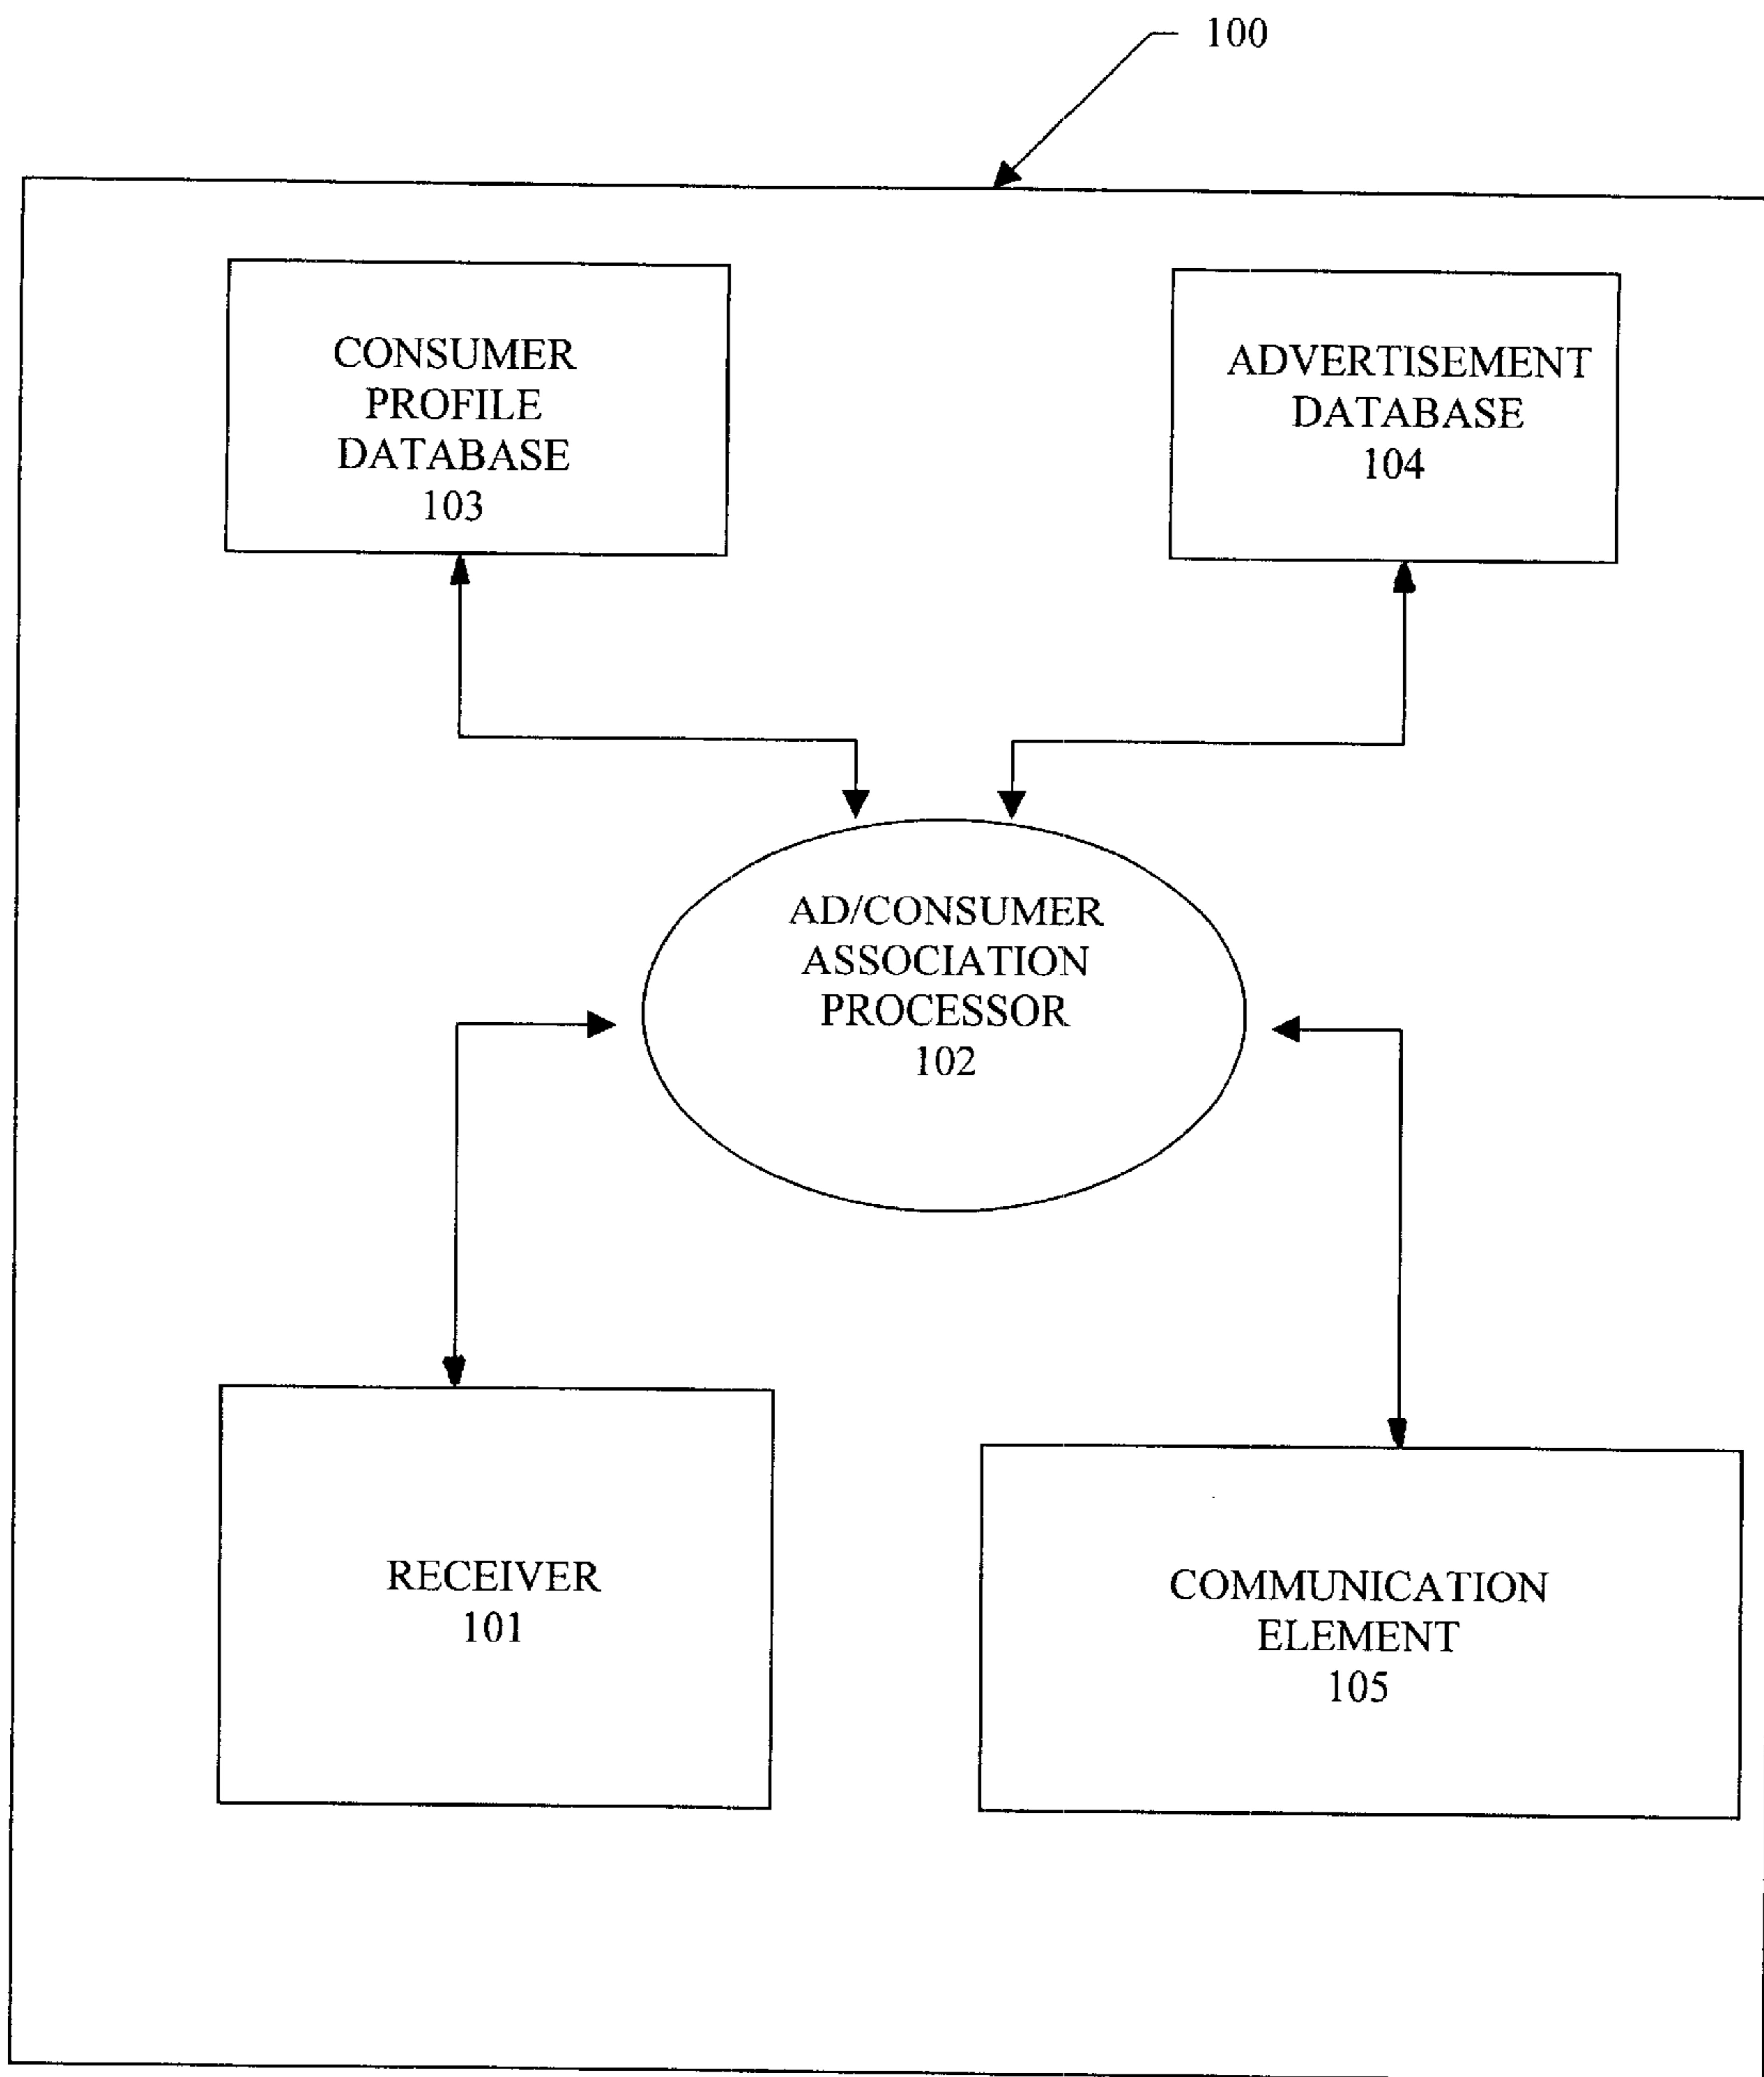 100
CONSUMER
PROFILE
DATABASE
103
ADVERTISEMENT
DATABASE
104
AD/CONSUMER
ASSOCIATION
PROCESSOR
102
RECEIVER
101
COMMUNICATION
ELEMENT
105